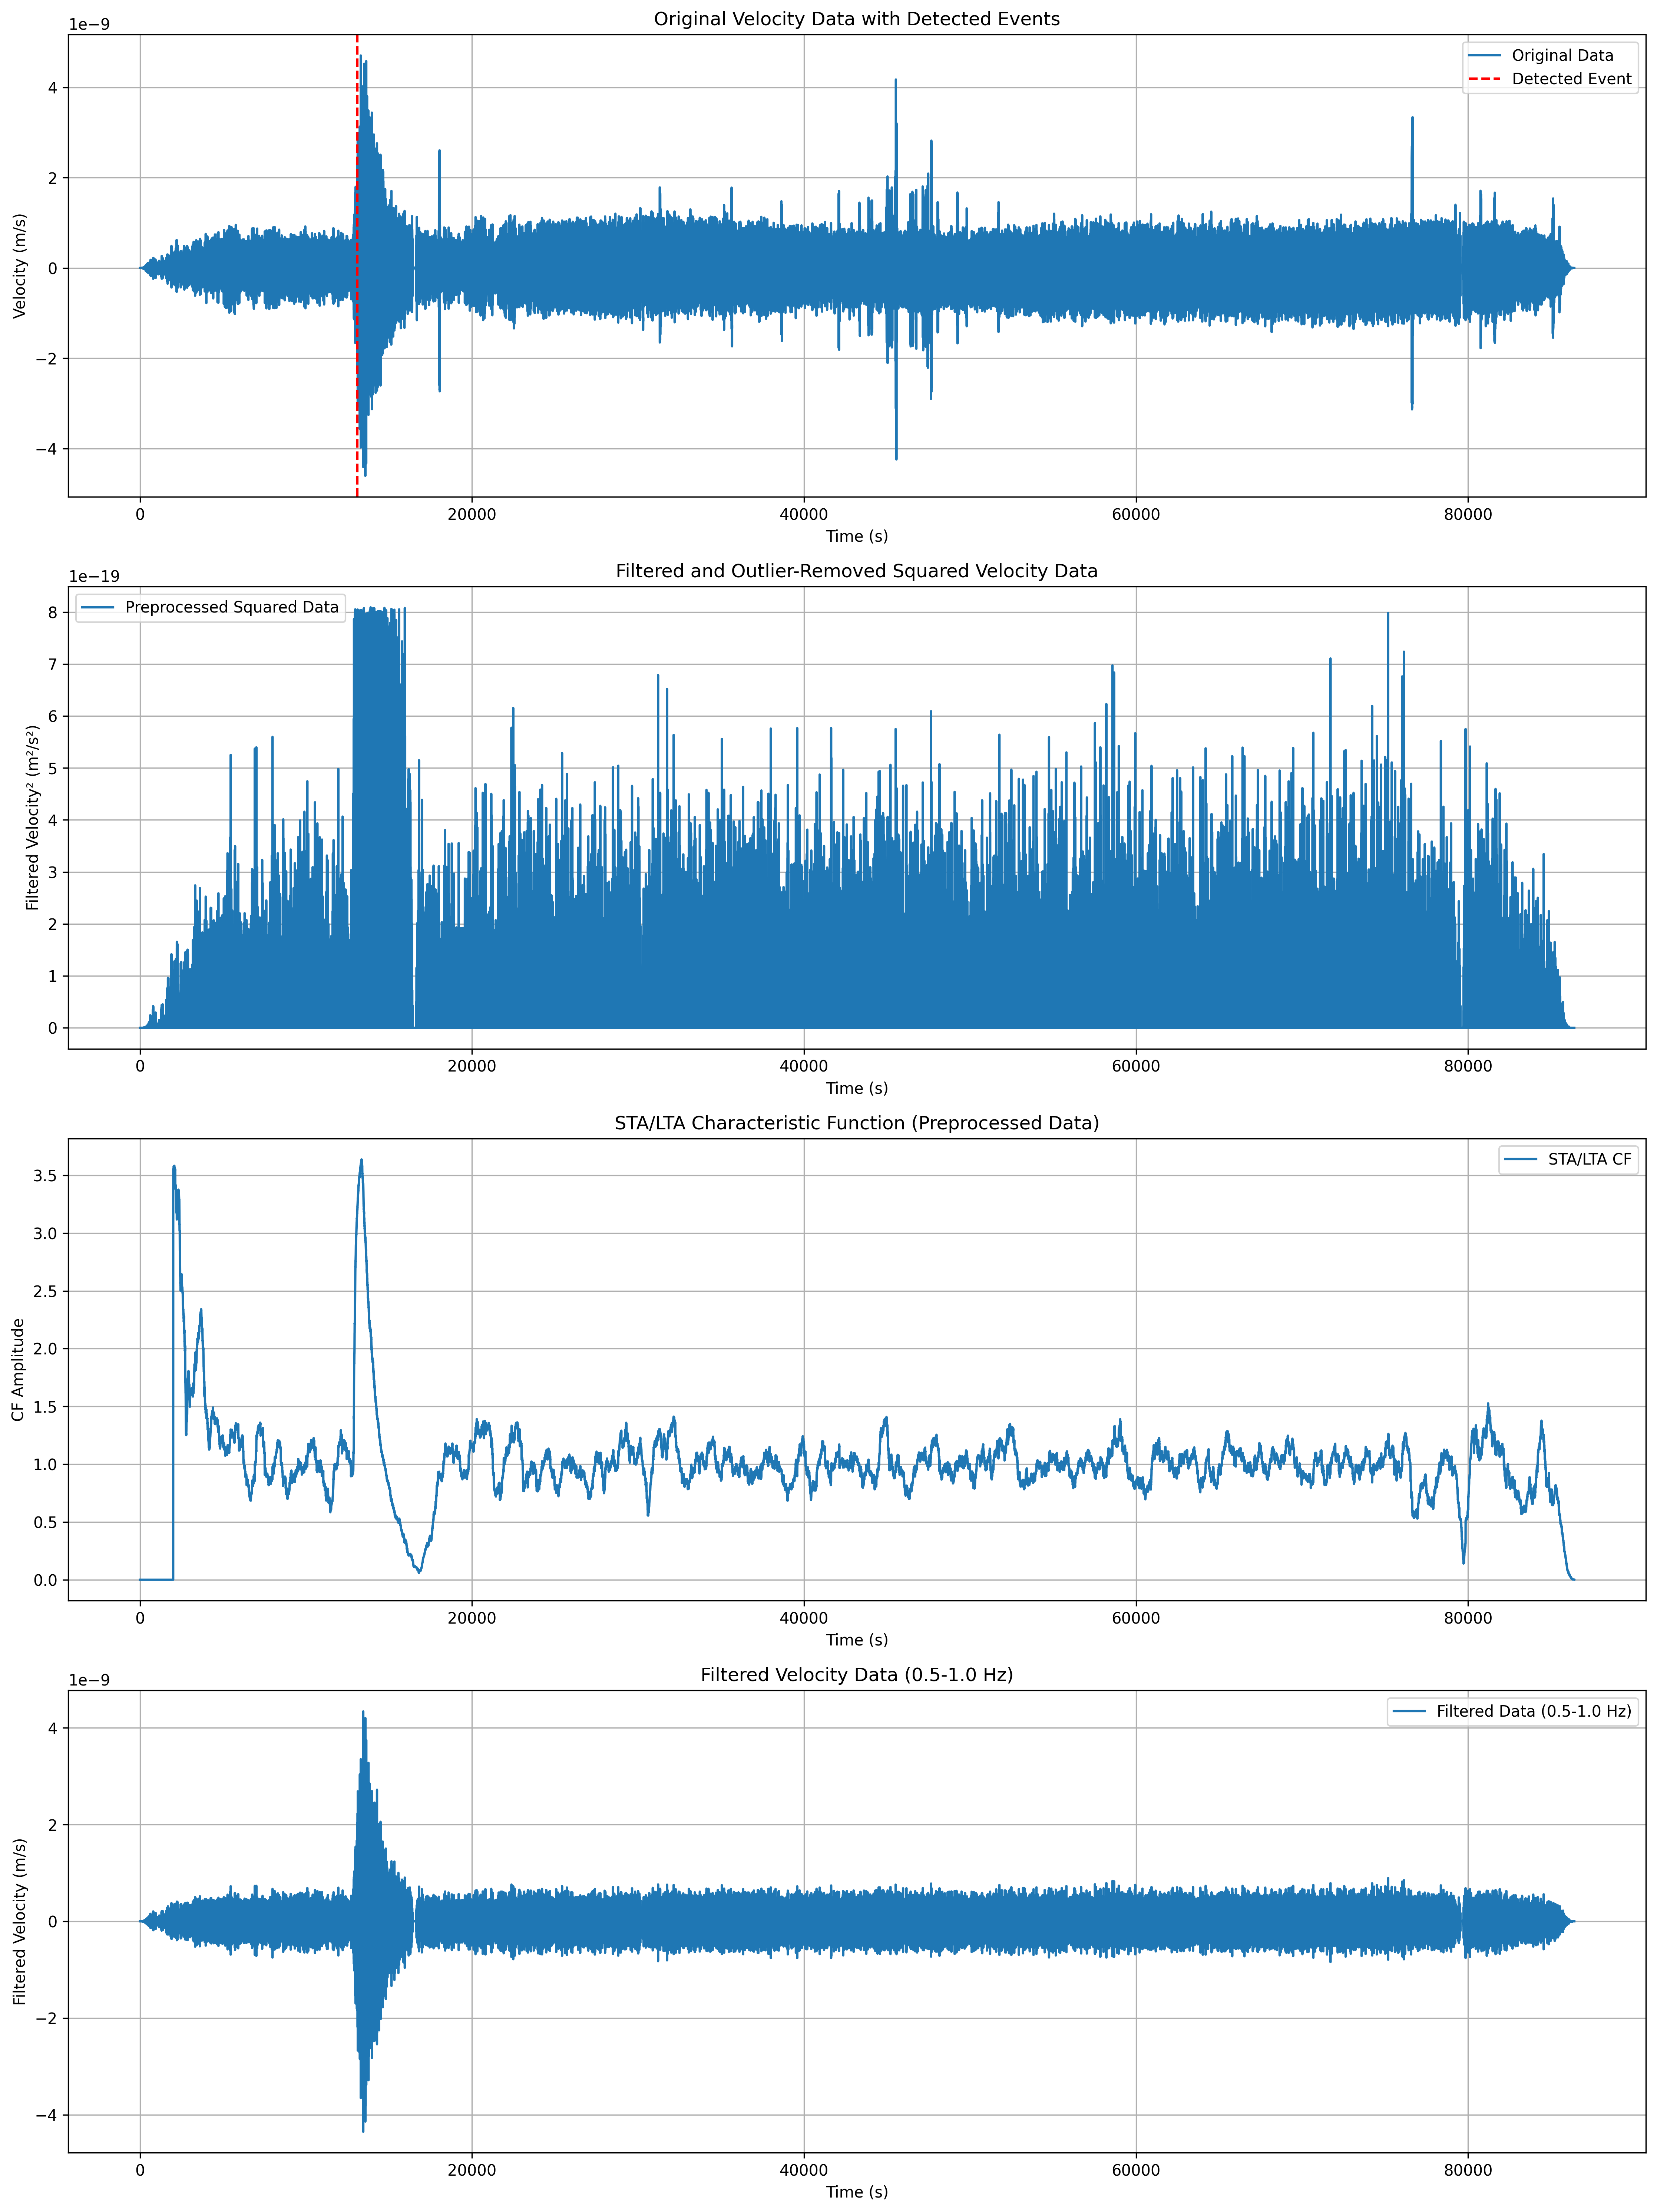 Original Velocity Data with Detected Events
1e−9
Original Data
Detected Event
Velocity (m/s)
4
2
0
−2
−4
0 20000 40000 60000 80000
Time (s)
Filtered and Outlier-Removed Squared Velocity Data
1e−19
Preprocessed Squared Data
Filtered Velocity² (m²/s²)
8
7
6
5
4
3
2
1
0
0 20000 40000 60000 80000
Time (s)
STA/LTA Characteristic Function (Preprocessed Data)
STA/LTA CF
CF Amplitude
3.5
3.0
2.5
2.0
1.5
1.0
0.5
0.0
0 20000 40000 60000 80000
Time (s)
Filtered Velocity Data (0.5-1.0 Hz)
1e−9
Filtered Data (0.5-1.0 Hz)
Filtered Velocity (m/s)
4
2
0
−2
−4
0 20000 40000 60000 80000
Time (s)